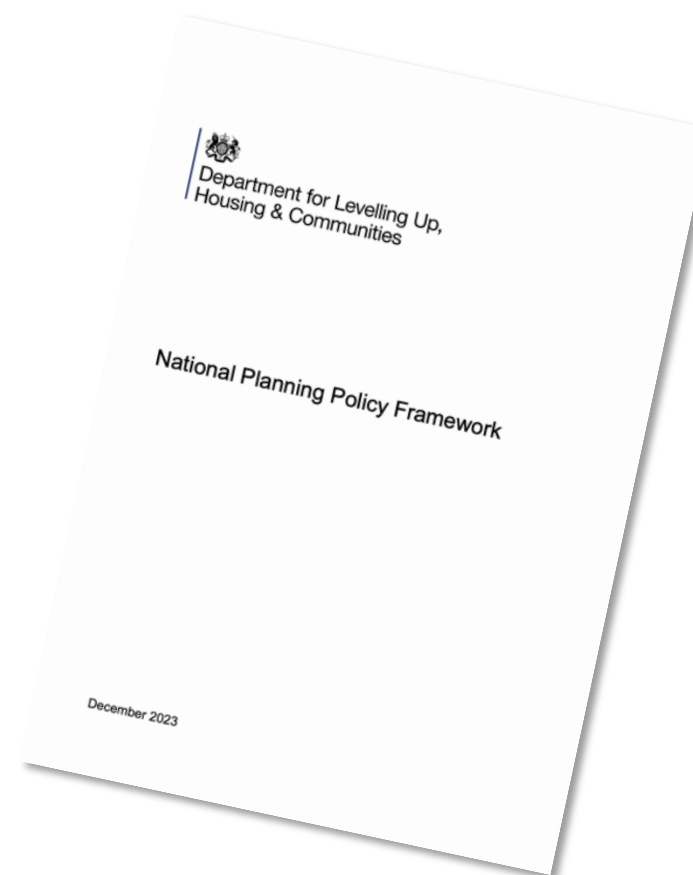 Department for Levelling Up,
Housing & Communities
National Planning Policy Framework
December 2023